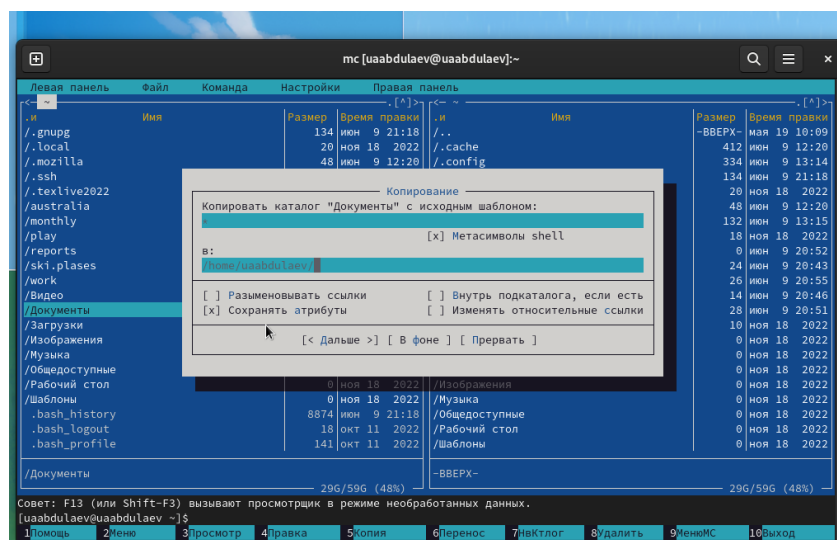 mc [uaabdulaev@uaabdulaev]:~
Левая панель Файл Команда Настройки Правая панель
<- ~ .[^]> <- ~ .[^]>
.и Имя Размер Время правки .и Имя Размер Время правки
/.gnupg 134 июн 9 21:18 /.. -ВВЕРХ- мая 19 10:09
/.local 20 ноя 18 2022 /.cache 412 июн 9 12:20
/.mozilla 48 июн 9 12:20 /.config 334 июн 9 13:14
/.ssh 134 июн 9 21:18
/.texlive2022 Копирование 20 ноя 18 2022
/australia Копировать каталог "Документы" с исходным шаблоном: 48 июн 9 12:20
/monthly * 132 июн 9 13:15
/play [x] Метасимволы shell 18 ноя 18 2022
/reports в: 0 июн 9 20:52
/ski.plases /home/uaabdulaev/ 24 июн 9 20:43
/work 26 июн 9 20:55
/Видео [ ] Разыменовывать ссылки [ ] Внутрь подкаталога, если есть 14 июн 9 20:46
/Документы [x] Сохранять атрибуты [ ] Изменять относительные ссылки 28 июн 9 20:51
/Загрузки 10 ноя 18 2022
/Изображения [< Дальше >] [ В фоне ] [ Прервать ] 0 ноя 18 2022
/Музыка 0 ноя 18 2022
/Общедоступные 0 ноя 18 2022
/Рабочий стол 0 ноя 18 2022 /Изображения 0 ноя 18 2022
/Шаблоны 0 ноя 18 2022 /Музыка 0 ноя 18 2022
.bash_history 8874 июн 9 21:18 /Общедоступные 0 ноя 18 2022
.bash_logout 18 окт 11 2022 /Рабочий стол 0 ноя 18 2022
.bash_profile 141 окт 11 2022 /Шаблоны 0 ноя 18 2022
/Документы -ВВЕРХ-
29G/59G (48%) 29G/59G (48%)
Совет: F13 (или Shift-F3) вызывают просмотрщик в режиме необработанных данных.
[uaabdulaev@uaabdulaev ~]$
1Помощь 2Меню 3Просмотр 4Правка 5Копия 6Перенос 7НвКтлог 8Удалить 9МенюМС 10Выход